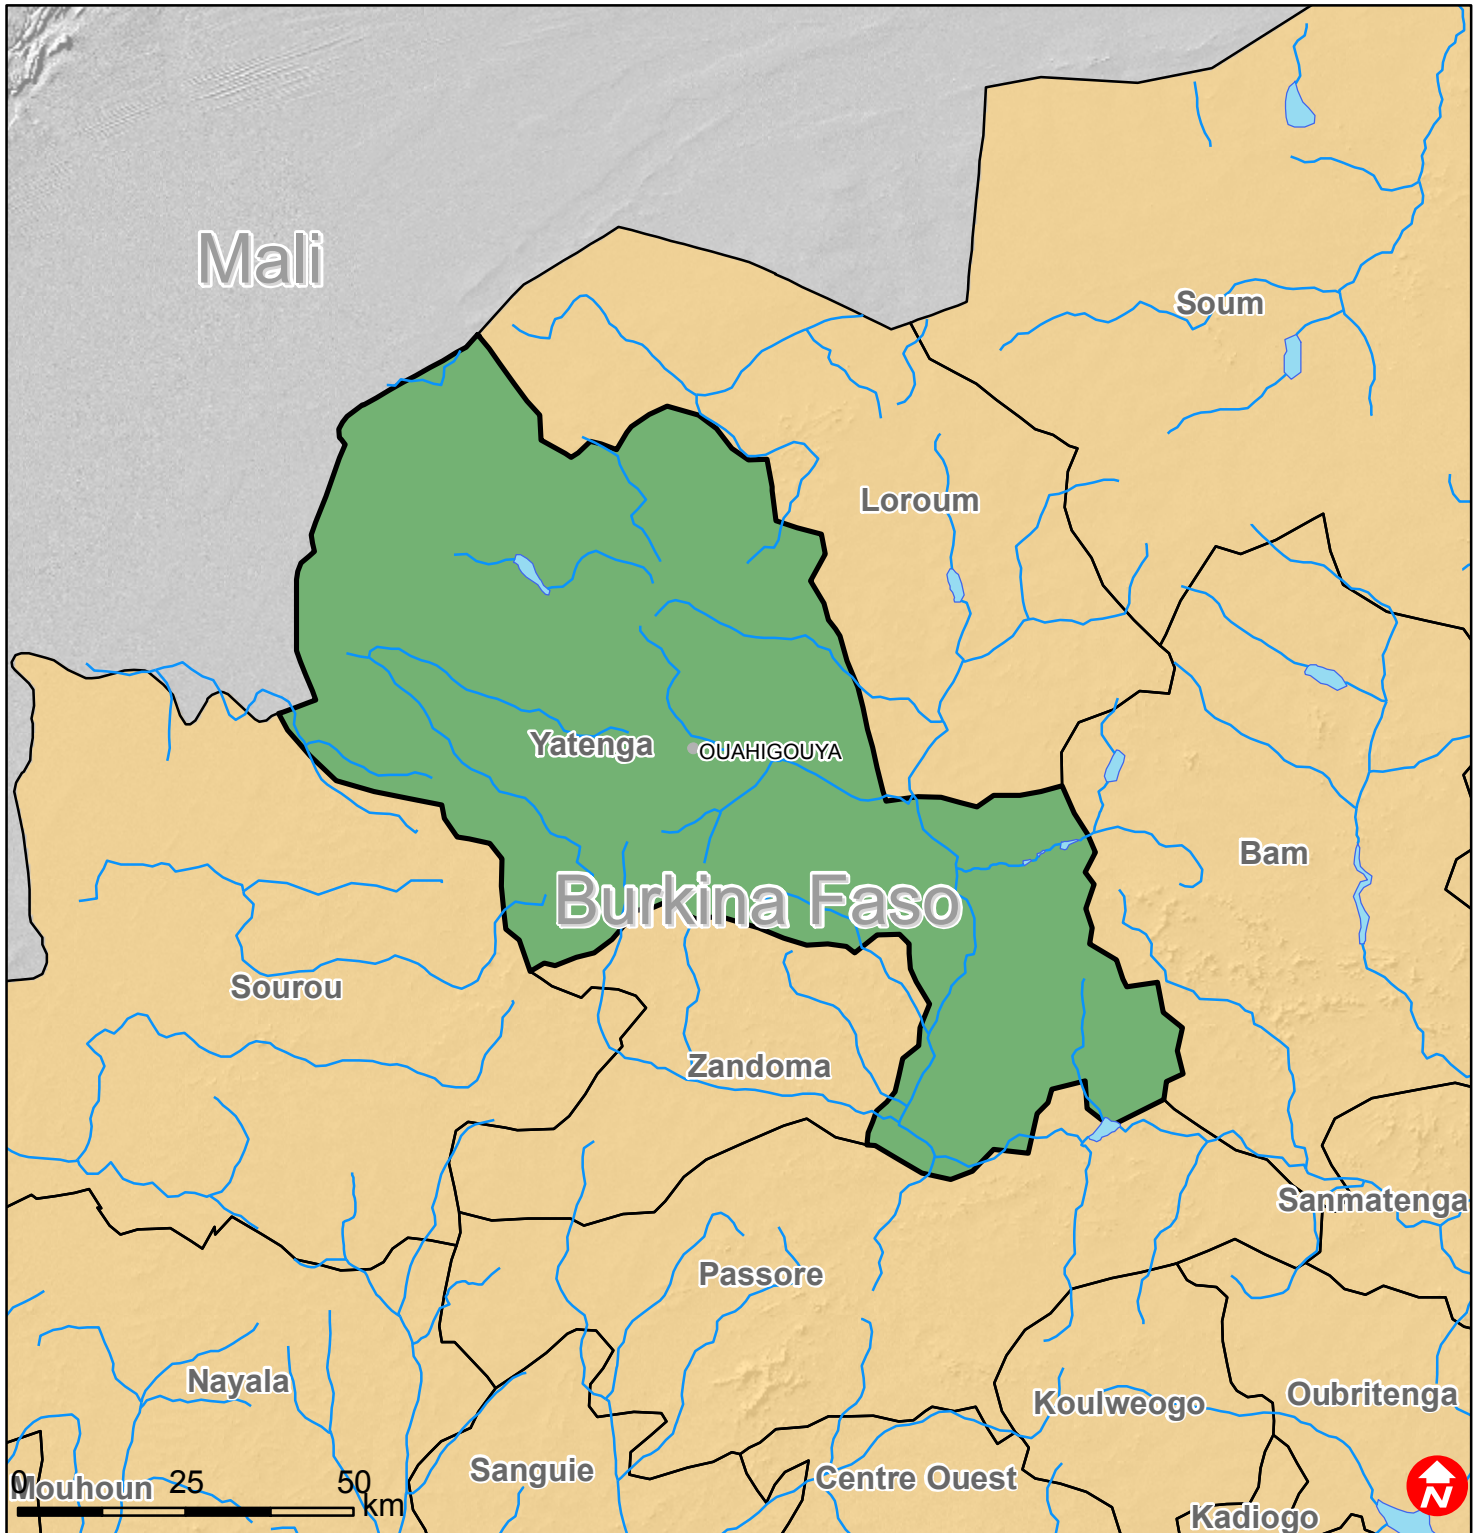 Mali
Soum
Loroum
Yatenga
OUAHIGOUYA
Bam
Burkina Faso
Sourou
Zandoma
Sanmatenga
Passore
Nayala
Koulweogo
Oubritenga
Sanguie
Centre Ouest
Mouhoun
0 25 50
km
Kadiogo
N